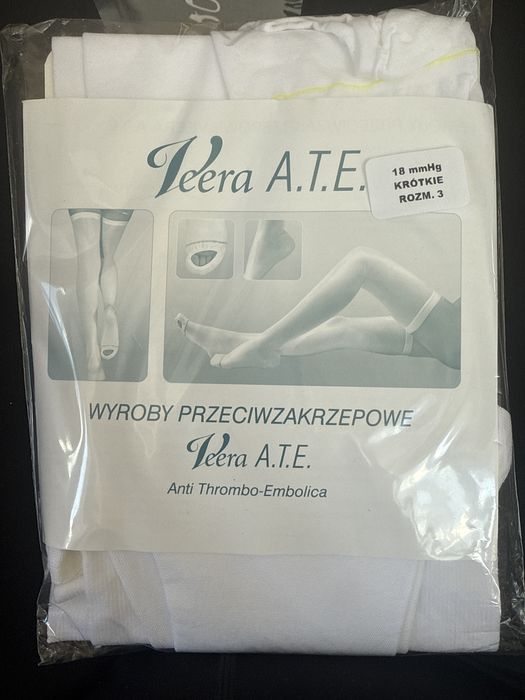 Veera A.T.E.
18 mmHg
KRÓTKIE
ROZM. 3
WYROBY PRZECIWZAKRZEPOWE
Veera A.T.E.
Anti Thrombo-Embolica